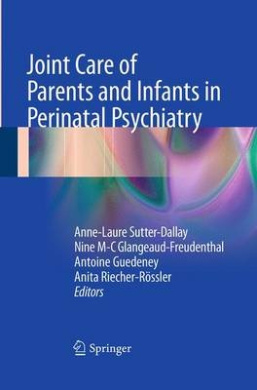 Joint Care of
Parents and Infants in
Perinatal Psychiatry
Anne-Laure Sutter-Dallay
Nine M-C Glangeaud-Freudenthal
Antoine Guedeney
Anita Riecher-Rössler
Editors
Springer